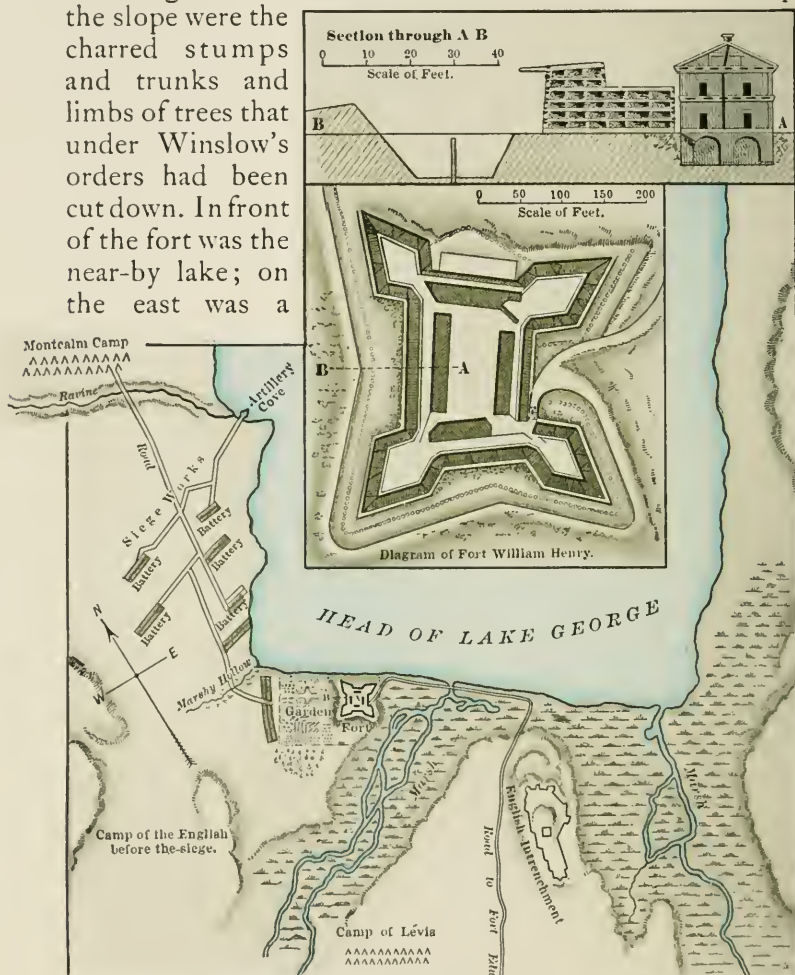 the slope were the
charred stumps
and trunks and
limbs of trees that
under Winslow's
orders had been
cut down. In front
of the fort was the
near-by lake; on
the east was a
Section through A B
0 10 20 30 40
Scale of Feet.
B
A
0 50 100 150 200
Scale of Feet.
B
A
Diagram of Fort William Henry.
Montcalm Camp
Ravine
Road
Artillery
Cove
Siege Works
Battery
Battery
Battery
Battery
Battery
HEAD OF LAKE GEORGE
N
E
W
Marshy Hollow
Garden
Fort
Marsh
Marsh
English Intrenchment
Road to Fort
Camp of the English
before the siege.
Camp of Lévis